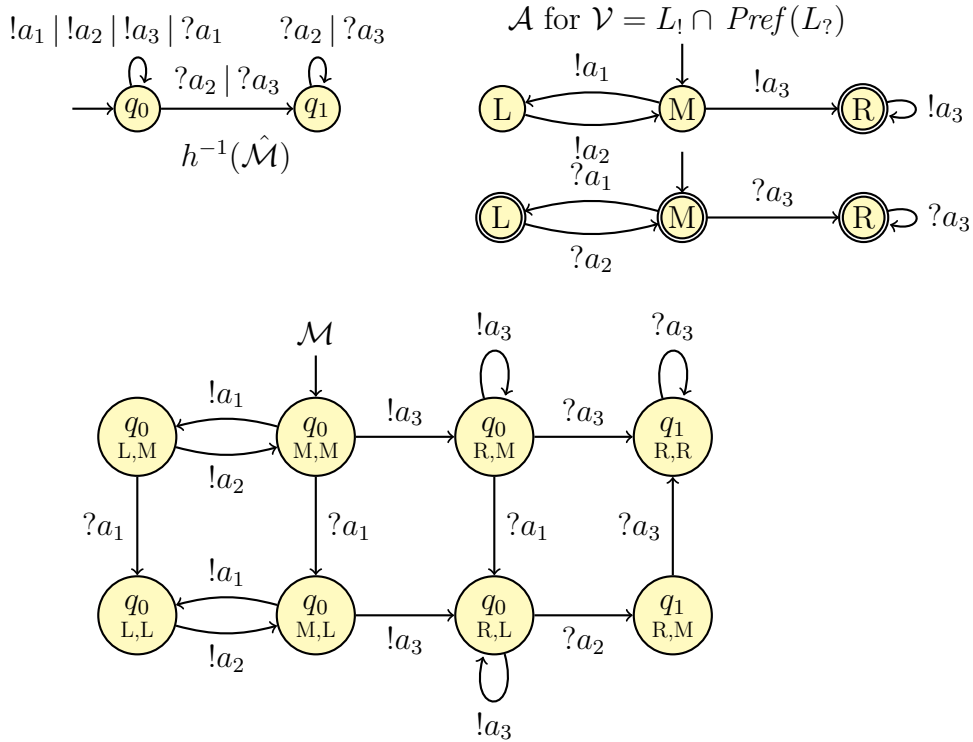 !a₁ | !a₂ | !a₃ | ?a₁
?a₂ | ?a₃
q₀
?a₂ | ?a₃
q₁
h⁻¹(ℳ̂)
𝒜 for 𝒱 = L_! ∩ Pref(L_?)
L
!a₁
!a₂
M
!a₃
R
!a₃
L
?a₁
?a₂
M
?a₃
R
?a₃
ℳ
!a₃
?a₃
q₀
L,M
!a₁
!a₂
q₀
M,M
!a₃
q₀
R,M
?a₃
q₁
R,R
?a₁
?a₁
?a₁
?a₃
q₀
L,L
!a₁
!a₂
q₀
M,L
!a₃
q₀
R,L
?a₂
q₁
R,M
!a₃